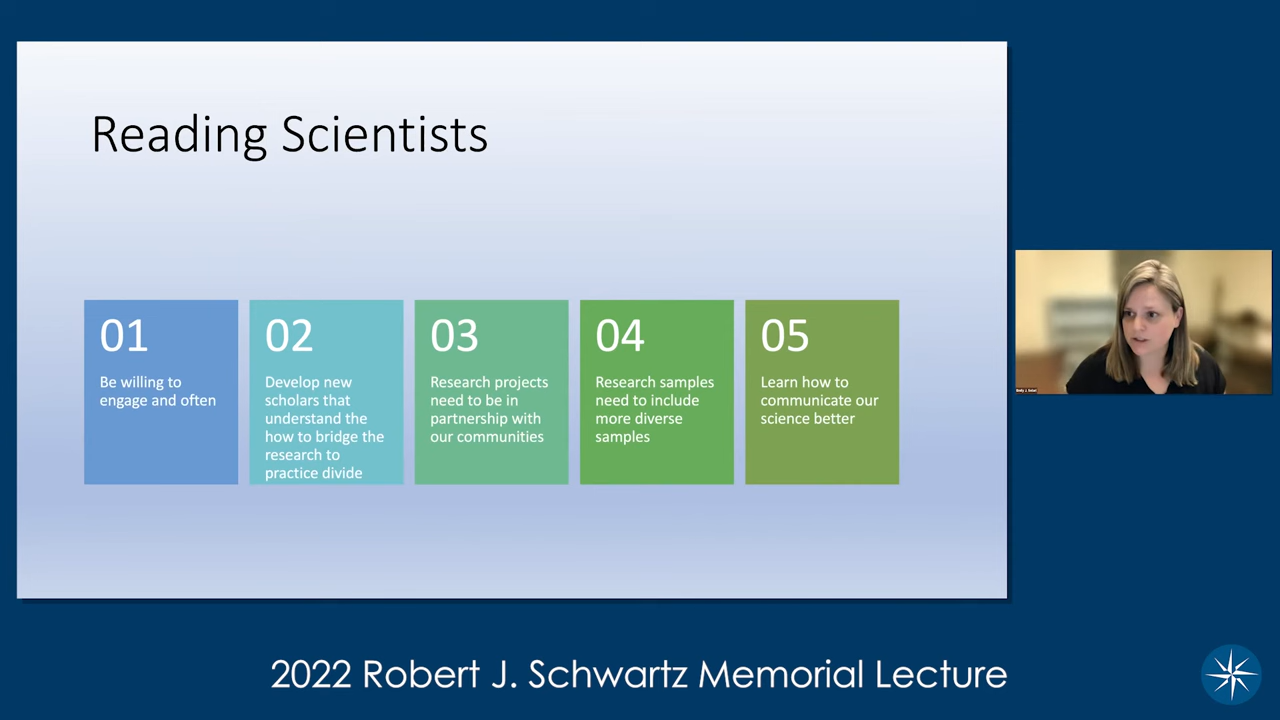 Reading Scientists
01
Be willing to
engage and often
02
Develop new
scholars that
understand the
how to bridge the
research to
practice divide
03
Research projects
need to be in
partnership with
our communities
04
Research samples
need to include
more diverse
samples
05
Learn how to
communicate our
science better
2022 Robert J. Schwartz Memorial Lecture